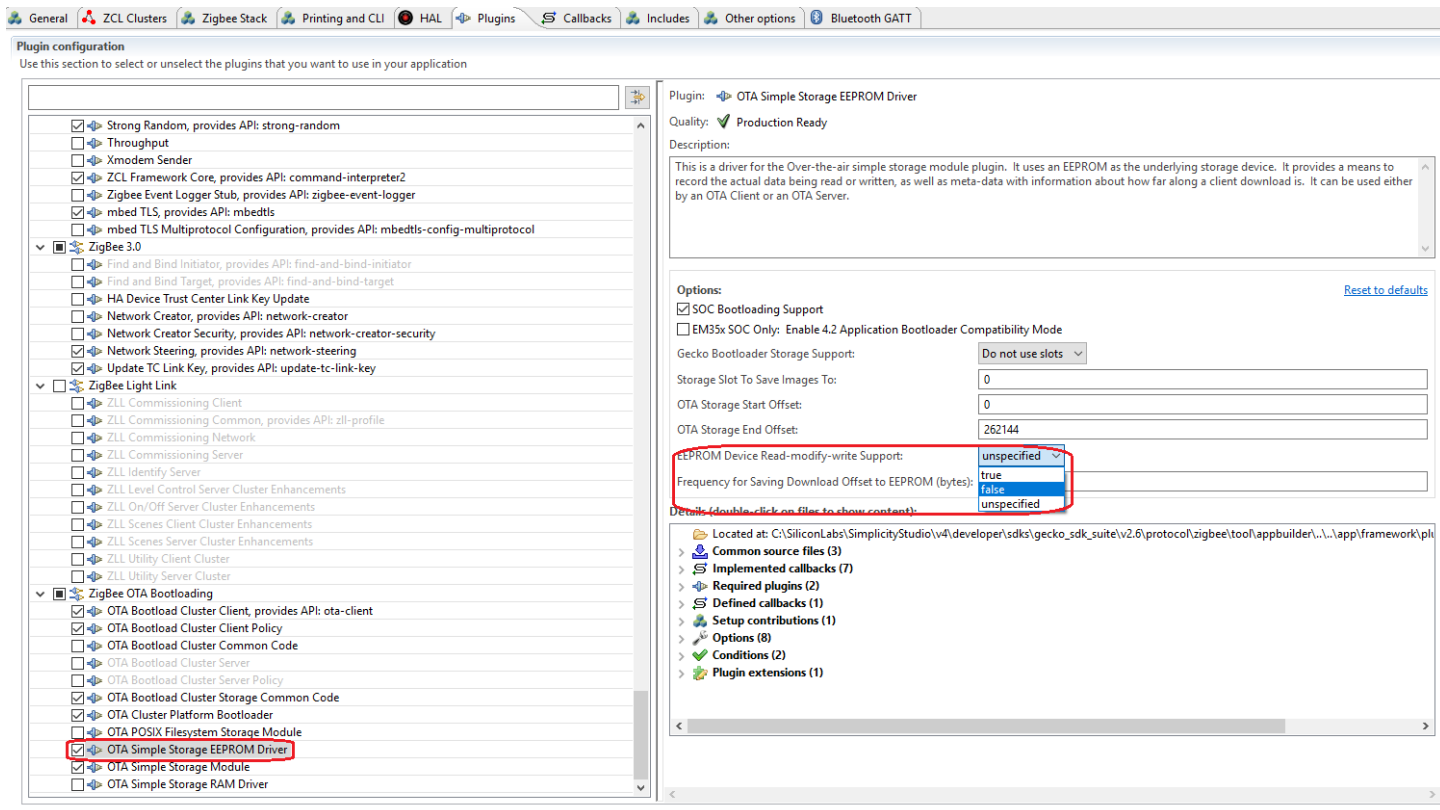 General ZCL Clusters Zigbee Stack Printing and CLI HAL Plugins Callbacks Includes Other options Bluetooth GATT
Plugin configuration
Use this section to select or unselect the plugins that you want to use in your application
Strong Random, provides API: strong-random
Throughput
Xmodem Sender
ZCL Framework Core, provides API: command-interpreter2
Zigbee Event Logger Stub, provides API: zigbee-event-logger
mbed TLS, provides API: mbedtls
mbed TLS Multiprotocol Configuration, provides API: mbedtls-config-multiprotocol
ZigBee 3.0
Find and Bind Initiator, provides API: find-and-bind-initiator
Find and Bind Target, provides API: find-and-bind-target
HA Device Trust Center Link Key Update
Network Creator, provides API: network-creator
Network Creator Security, provides API: network-creator-security
Network Steering, provides API: network-steering
Update TC Link Key, provides API: update-tc-link-key
ZigBee Light Link
ZLL Commissioning Client
ZLL Commissioning Common, provides API: zll-profile
ZLL Commissioning Network
ZLL Commissioning Server
ZLL Identify Server
ZLL Level Control Server Cluster Enhancements
ZLL On/Off Server Cluster Enhancements
ZLL Scenes Client Cluster Enhancements
ZLL Scenes Server Cluster Enhancements
ZLL Utility Client Cluster
ZLL Utility Server Cluster
ZigBee OTA Bootloading
OTA Bootload Cluster Client, provides API: ota-client
OTA Bootload Cluster Client Policy
OTA Bootload Cluster Common Code
OTA Bootload Cluster Server
OTA Bootload Cluster Server Policy
OTA Bootload Cluster Storage Common Code
OTA Cluster Platform Bootloader
OTA POSIX Filesystem Storage Module
OTA Simple Storage EEPROM Driver
OTA Simple Storage Module
OTA Simple Storage RAM Driver
Plugin: OTA Simple Storage EEPROM Driver
Quality: Production Ready
Description:
This is a driver for the Over-the-air simple storage module plugin. It uses an EEPROM as the underlying storage device. It provides a means to
record the actual data being read or written, as well as meta-data with information about how far along a client download is. It can be used either
by an OTA Client or an OTA Server.
Options: Reset to defaults
SOC Bootloading Support
EM35x SOC Only: Enable 4.2 Application Bootloader Compatibility Mode
Gecko Bootloader Storage Support: Do not use slots
Storage Slot To Save Images To: 0
OTA Storage Start Offset: 0
OTA Storage End Offset: 262144
EEPROM Device Read-modify-write Support: unspecified
true
Frequency for Saving Download Offset to EEPROM (bytes):
false
unspecified
Details (double-click on files to show content):
Located at: C:\SiliconLabs\SimplicityStudio\v4\developer\sdks\gecko_sdk_suite\v2.6\protocol\zigbee\tool\appbuilder\..\..\app\framework\plu
Common source files (3)
Implemented callbacks (7)
Required plugins (2)
Defined callbacks (1)
Setup contributions (1)
Options (8)
Conditions (2)
Plugin extensions (1)